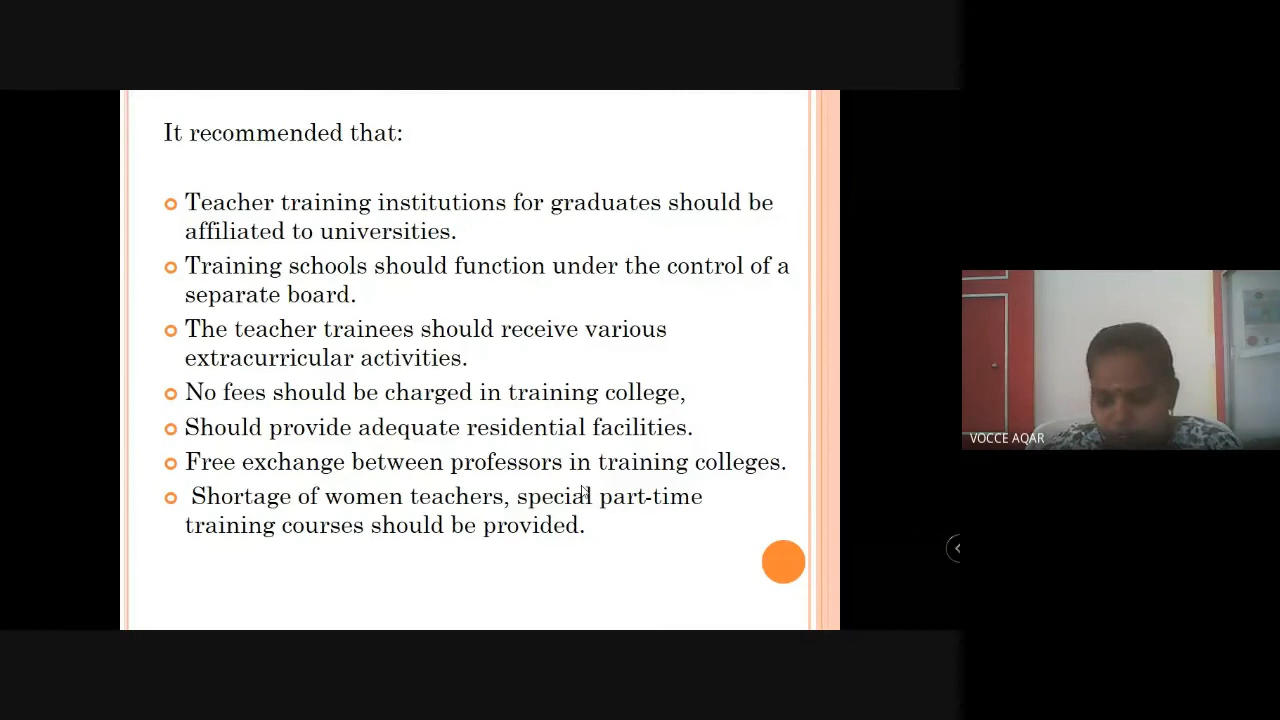 It recommended that:
Teacher training institutions for graduates should be
affiliated to universities.
Training schools should function under the control of a
separate board.
The teacher trainees should receive various
extracurricular activities.
No fees should be charged in training college,
Should provide adequate residential facilities.
Free exchange between professors in training colleges.
Shortage of women teachers, special part-time
training courses should be provided.
VOCCE AQAR